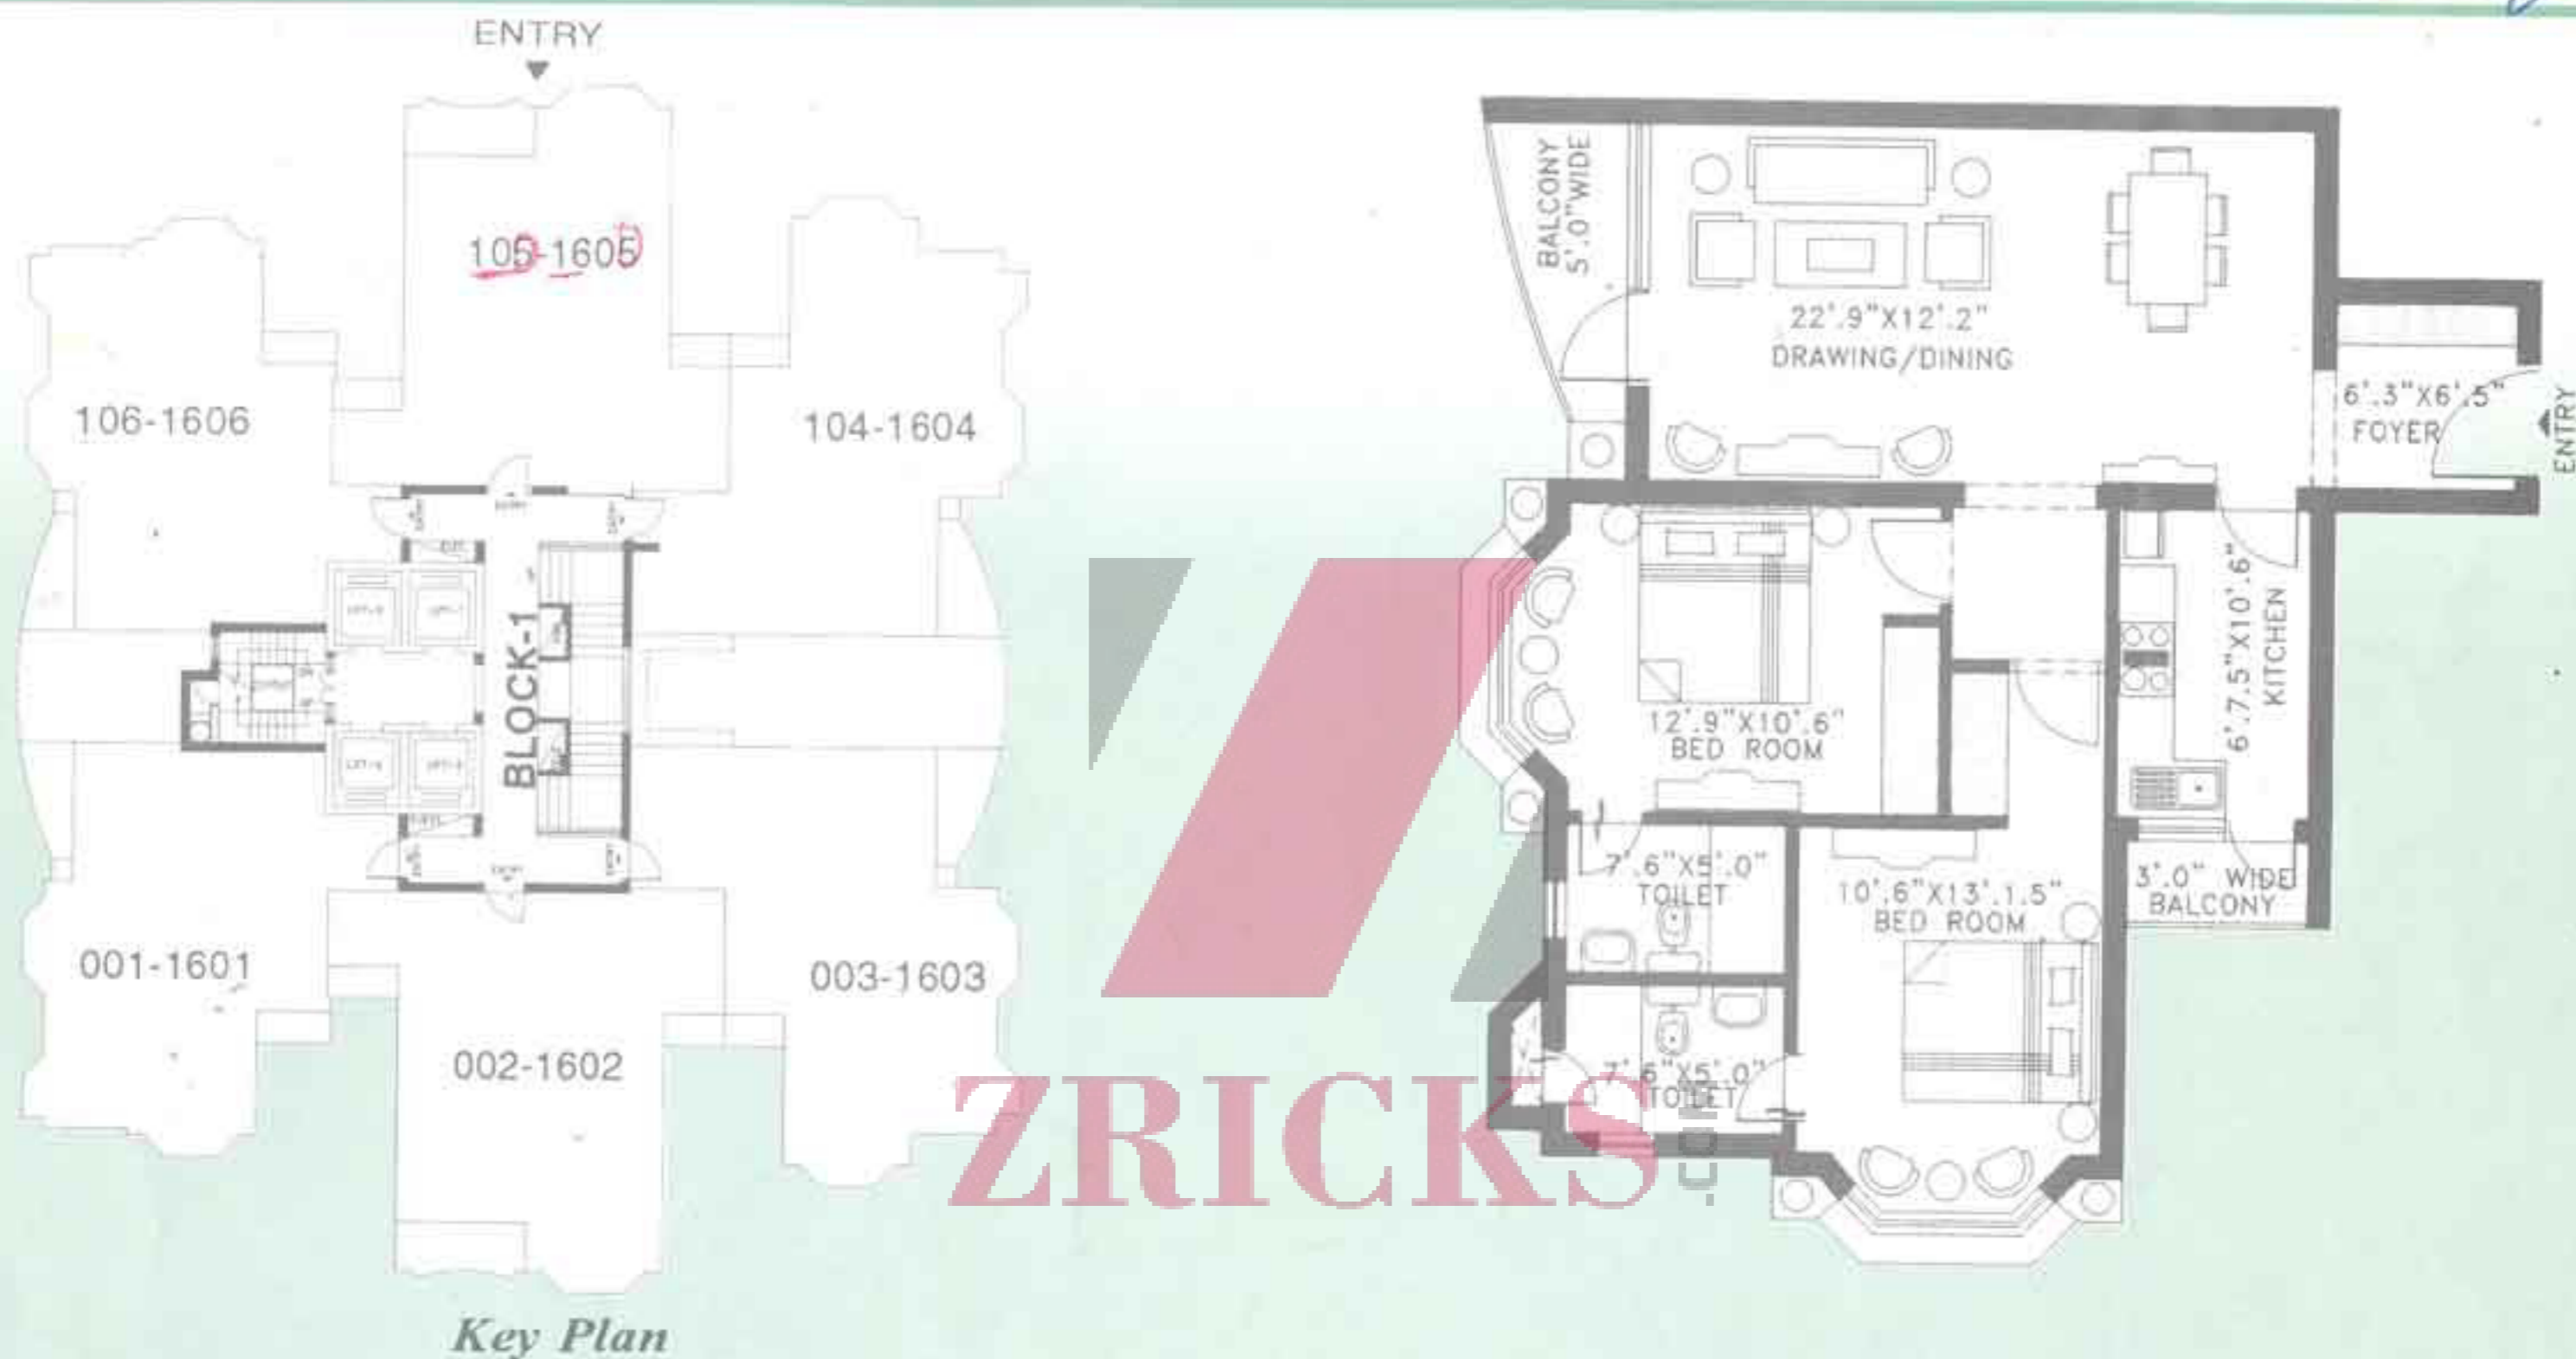 ENTRY
105-1605
106-1606
104-1604
BLOCK-1
001-1601
003-1603
002-1602
Key Plan
BALCONY
5'.0"WIDE
22'.9"X12'.2"
DRAWING/DINING
6'.3"X6'.5"
FOYER
ENTRY
12'.9"X10'.6"
BED ROOM
6'.7.5"X10'.6"
KITCHEN
7'.6"X5'.0"
TOILET
10'.6"X13'.1.5"
BED ROOM
3'.0" WIDE
BALCONY
7'.6"X5'.0"
TOILET
ZRICKS
.COM